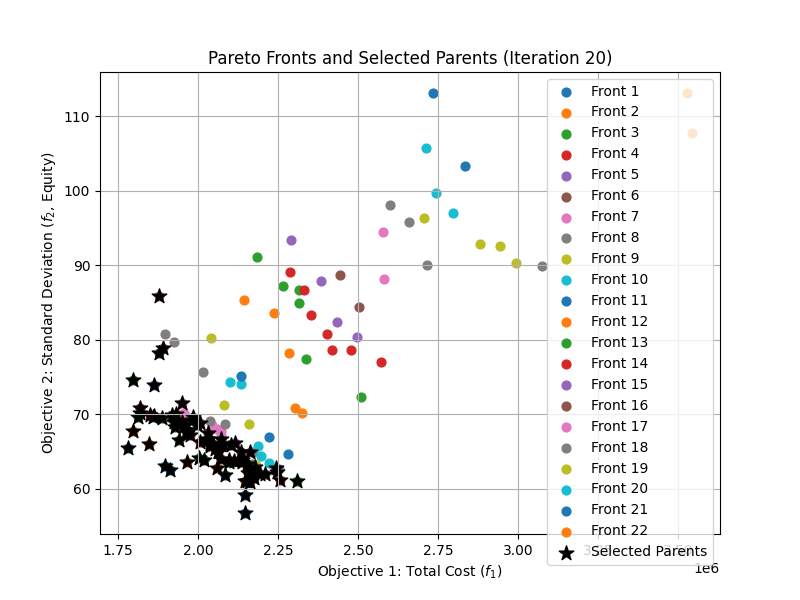 Pareto Fronts and Selected Parents (Iteration 20)
Objective 2: Standard Deviation (f₂, Equity)
110
100
90
80
70
60
1.75
2.00
2.25
2.50
2.75
3.00
3.25
3.50
1e6
Objective 1: Total Cost (f₁)
Front 1
Front 2
Front 3
Front 4
Front 5
Front 6
Front 7
Front 8
Front 9
Front 10
Front 11
Front 12
Front 13
Front 14
Front 15
Front 16
Front 17
Front 18
Front 19
Front 20
Front 21
Front 22
Selected Parents